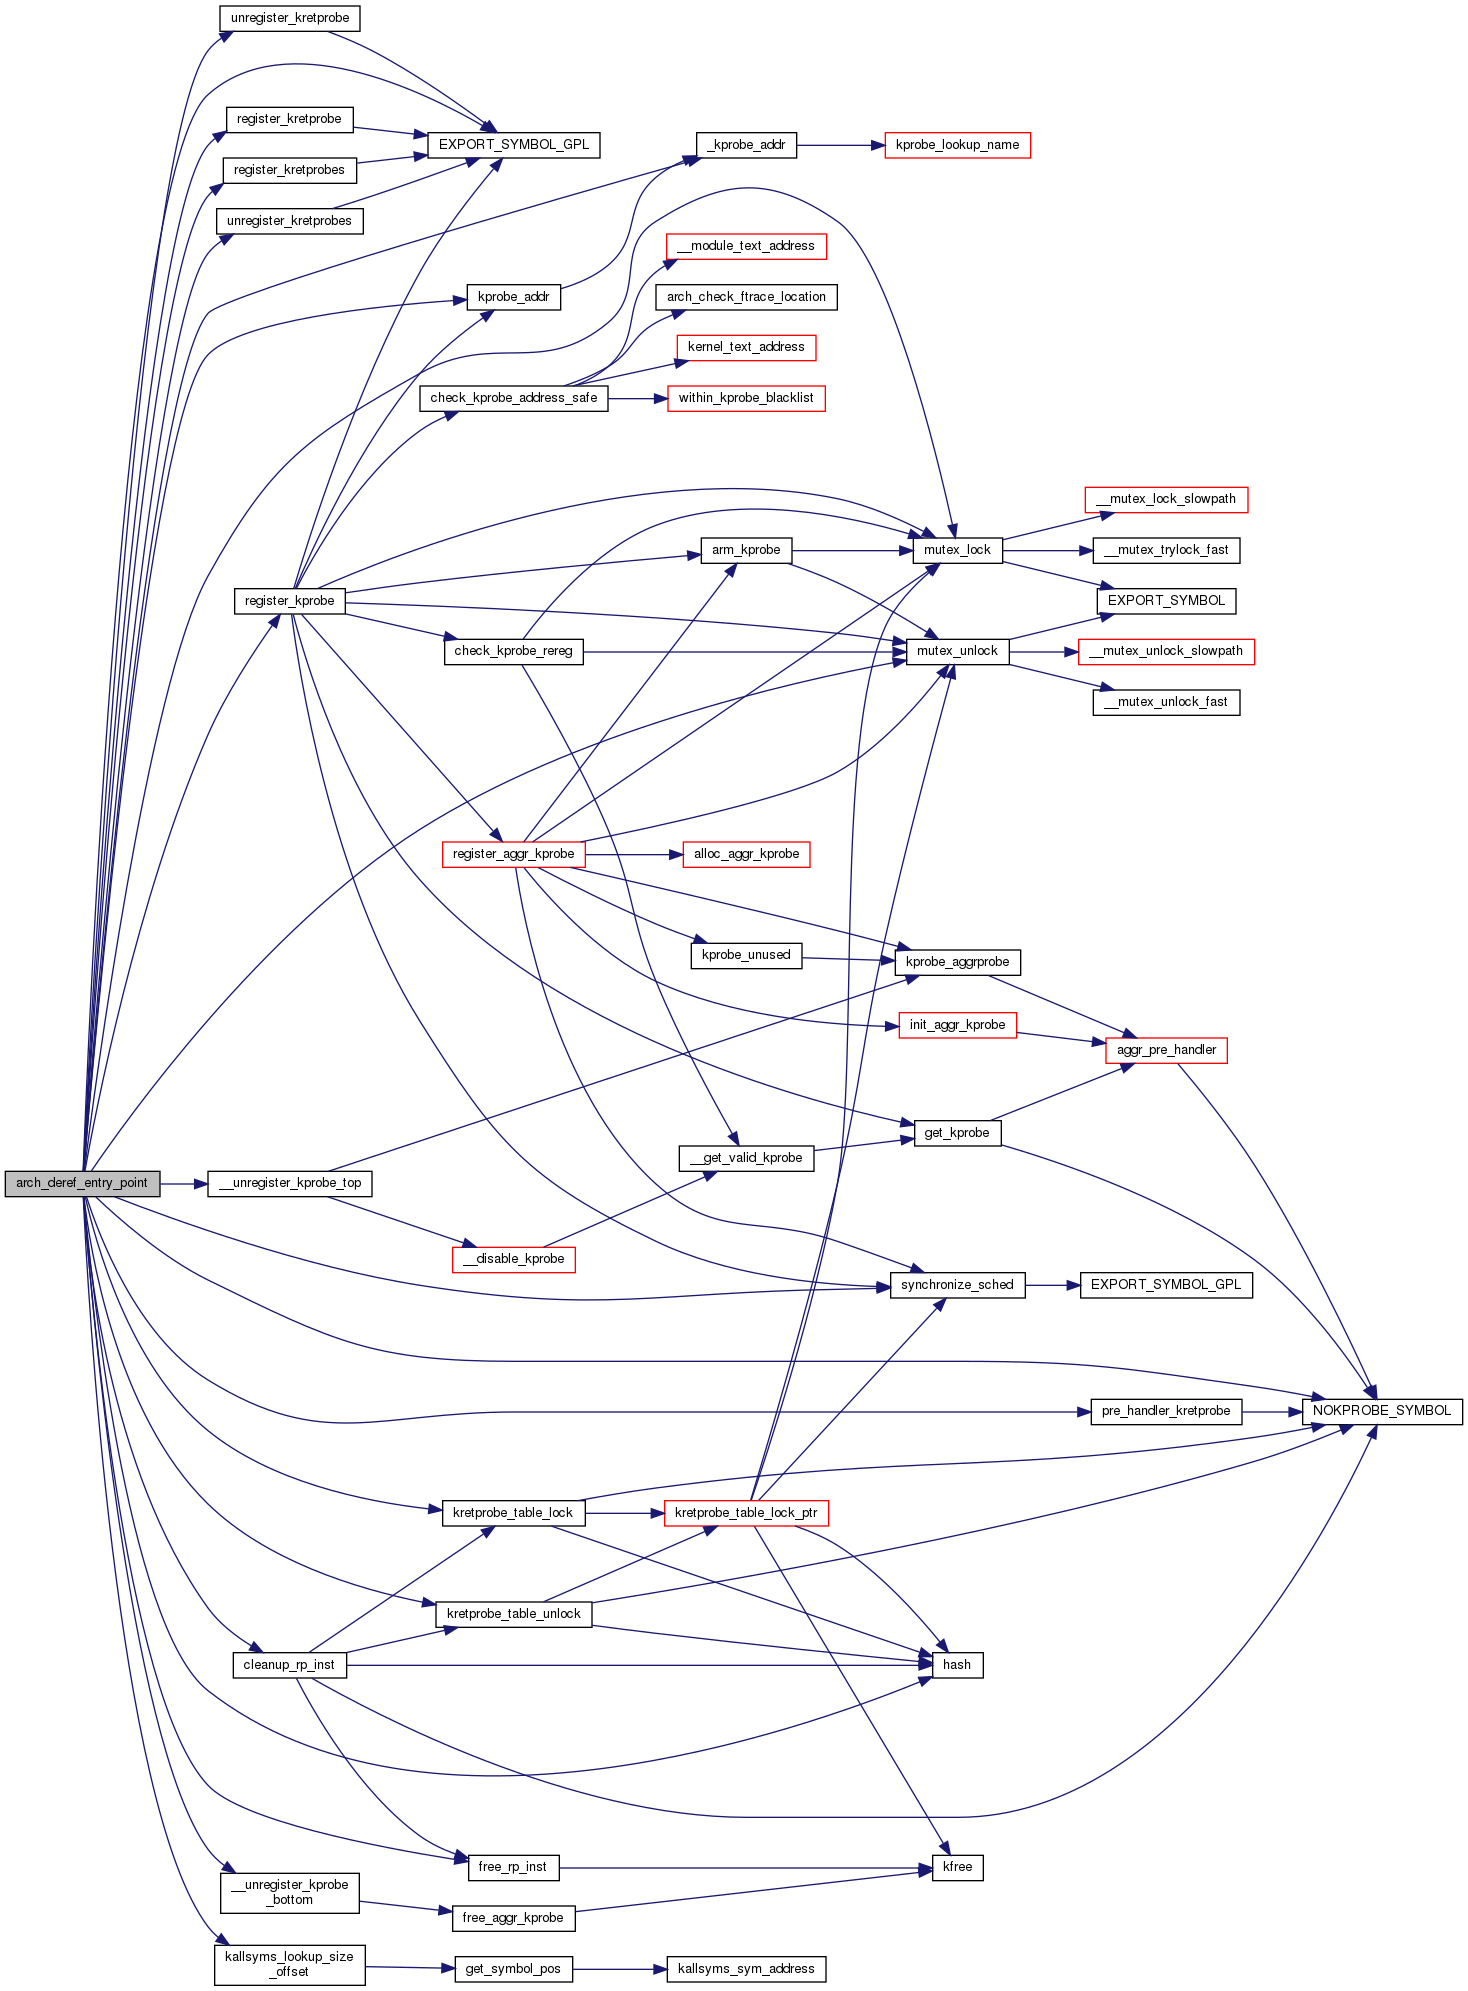 unregister_kretprobe
register_kretprobe
EXPORT_SYMBOL_GPL
_kprobe_addr
kprobe_lookup_name
register_kretprobes
unregister_kretprobes
__module_text_address
kprobe_addr
arch_check_ftrace_location
kernel_text_address
check_kprobe_address_safe
within_kprobe_blacklist
__mutex_lock_slowpath
arm_kprobe
mutex_lock
__mutex_trylock_fast
register_kprobe
EXPORT_SYMBOL
check_kprobe_rereg
mutex_unlock
__mutex_unlock_slowpath
__mutex_unlock_fast
register_aggr_kprobe
alloc_aggr_kprobe
kprobe_unused
kprobe_aggrprobe
init_aggr_kprobe
aggr_pre_handler
get_kprobe
__get_valid_kprobe
arch_deref_entry_point
__unregister_kprobe_top
__disable_kprobe
synchronize_sched
EXPORT_SYMBOL_GPL
pre_handler_kretprobe
NOKPROBE_SYMBOL
kretprobe_table_lock
kretprobe_table_lock_ptr
kretprobe_table_unlock
cleanup_rp_inst
hash
free_rp_inst
kfree
__unregister_kprobe
_bottom
free_aggr_kprobe
kallsyms_lookup_size
_offset
get_symbol_pos
kallsyms_sym_address